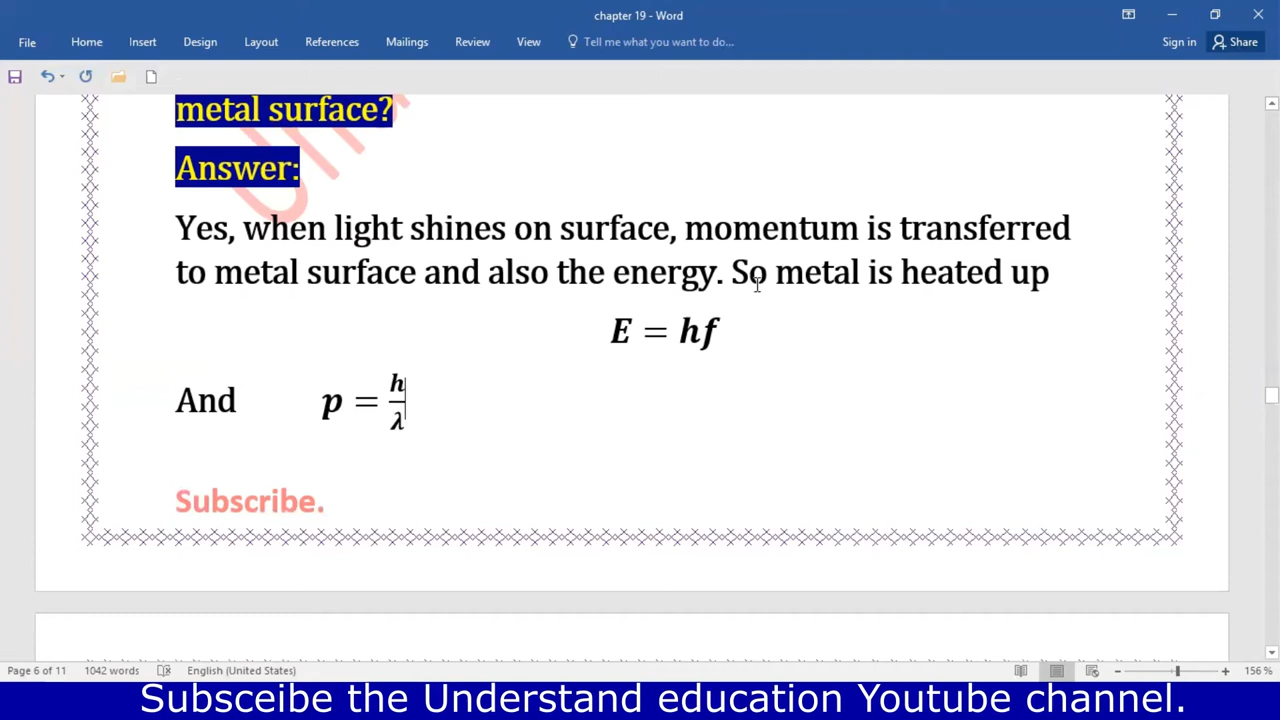 chapter 19 - Word
File Home Insert Design Layout References Mailings Review View Tell me what you want to do... Sign in Share
metal surface?
Answer:
Yes, when light shines on surface, momentum is transferred
to metal surface and also the energy. So metal is heated up
E = hf
And p = h/λ
Subscribe.
Page 6 of 11 1042 words English (United States) 156 %
Subsceibe the Understand education Youtube channel.